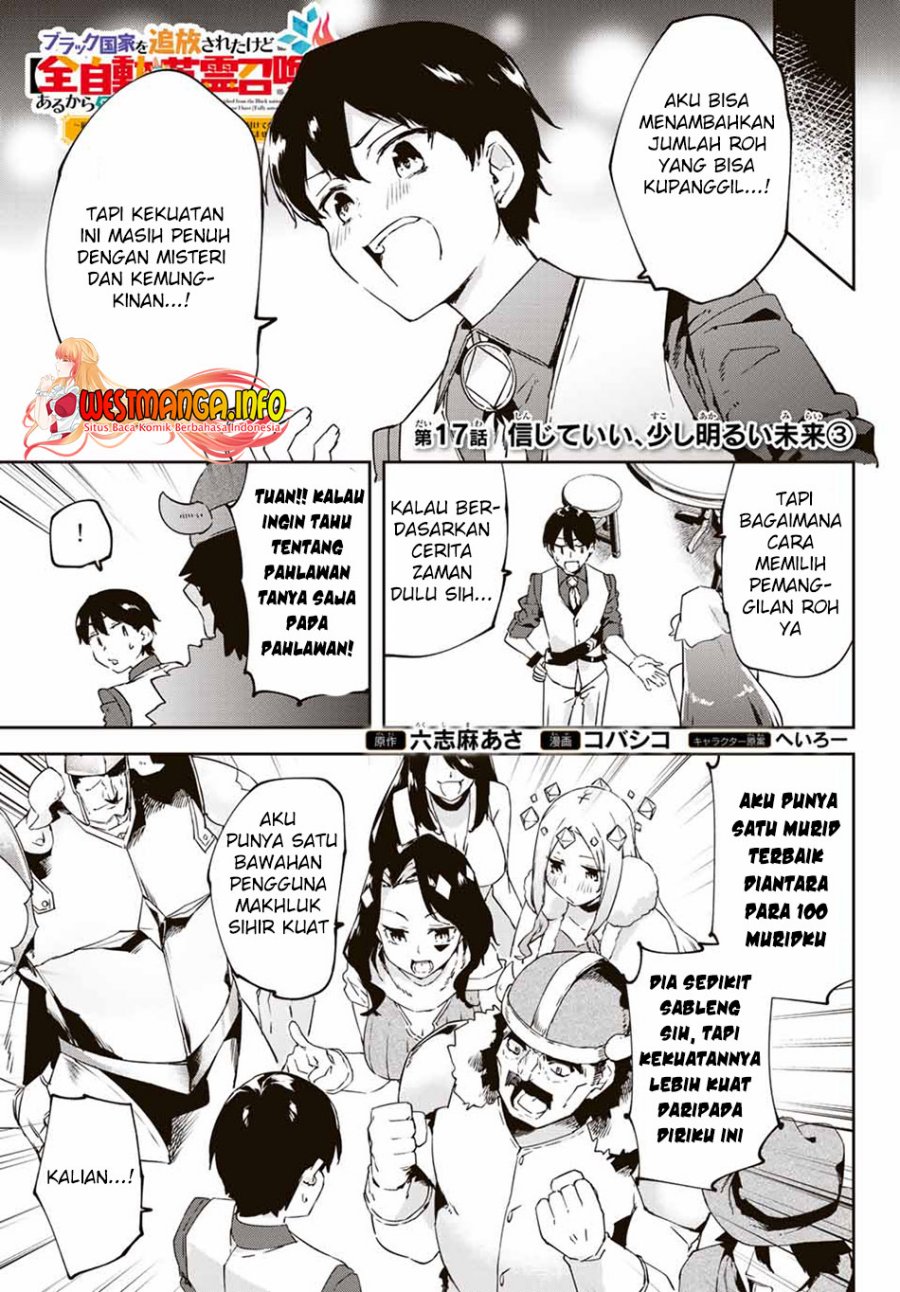 ブラック国家を追放されたけど
【全自動・英霊召喚
あるから
AKU BISA
MENAMBAHKAN
JUMLAH ROH
YANG BISA
KUPANGGIL...!
TAPI KEKUATAN
INI MASIH PENUH
DENGAN MISTERI
DAN KEMUNG-
KINAN...!
WESTMANGA.INFO
Situs Baca Komik Berbahasa Indonesia
第17話 信じていい、少し明るい未来③
TAPI
BAGAIMANA
CARA
MEMILIH
PEMANG-
GILAN ROH
YA
KALAU BER-
DASARKAN
CERITA
ZAMAN
DULU SIH...
TUAN!! KALAU
INGIN TAHU
TENTANG
PAHLAWAN
TANYA SAJA
PADA
PAHLAWAN!
!
原作 六志麻あさ 漫画 コバシコ キャラクター原案 へいろー
AKU PUNYA
SATU MURID
TERBAIK
DIANTARA
PARA 100
MURIDKU
DIA SEDIKIT
SABLENG
SIH, TAPI
KEKUATANNYA
LEBIH KUAT
DARIPADA
DIRIKU INI
AKU
PUNYA SATU
BAWAHAN
PENGGUNA
MAKHLUK
SIHIR KUAT
KALIAN...!